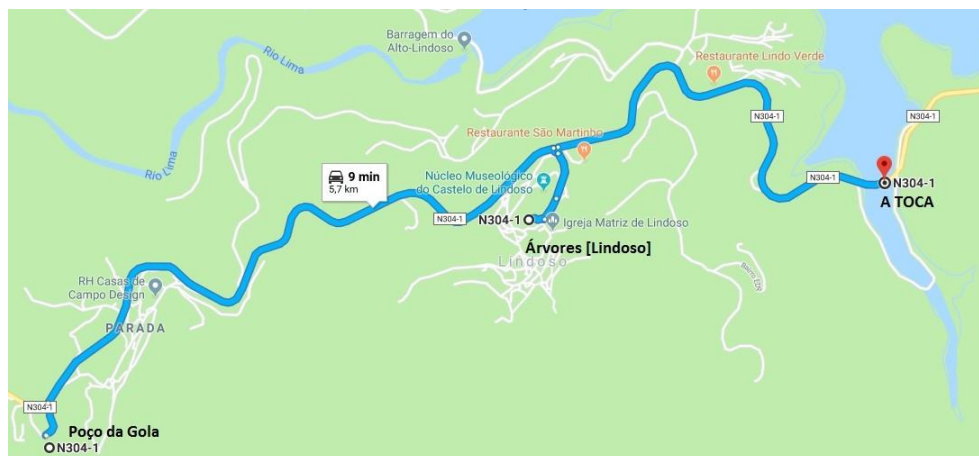 Barragem do
Alto-Lindoso
Rio Lima
Rio Lima
Restaurante Lindo Verde
N304-1
N304-1
Restaurante São Martinho
9 min
5,7 km
Núcleo Museológico
do Castelo de Lindoso
N304-1
N304-1
A TOCA
N304-1
N304-1
Igreja Matriz de Lindoso
Árvores [Lindoso]
Lindoso
Bairro EDP
RH Casas de
Campo Design
PARADA
N304-1
Poço da Gola
N304-1